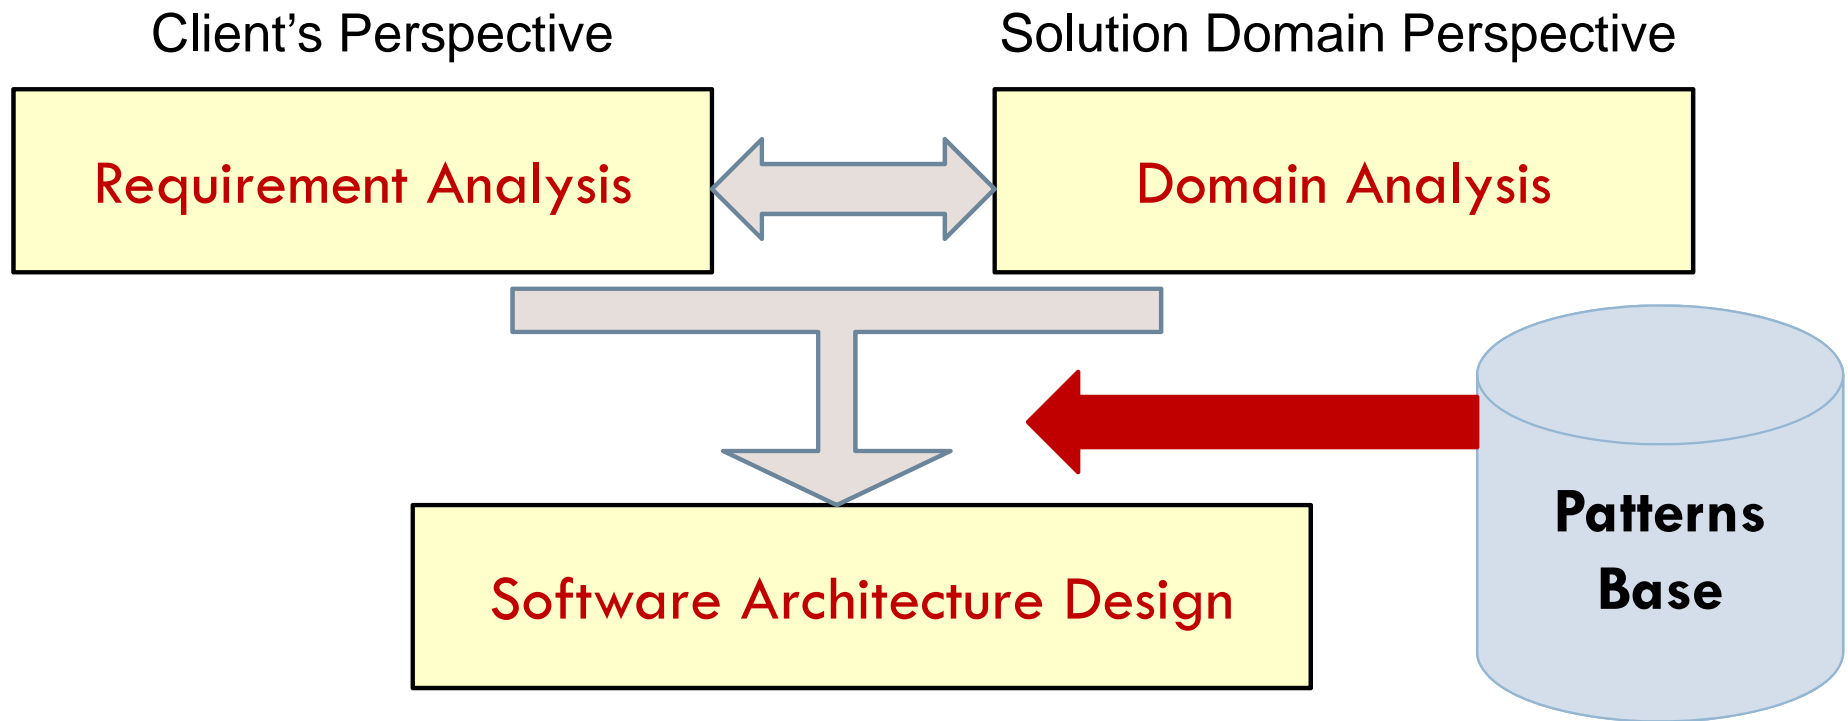 Client’s Perspective
Solution Domain Perspective
Requirement Analysis
Domain Analysis
Patterns
Base
Software Architecture Design